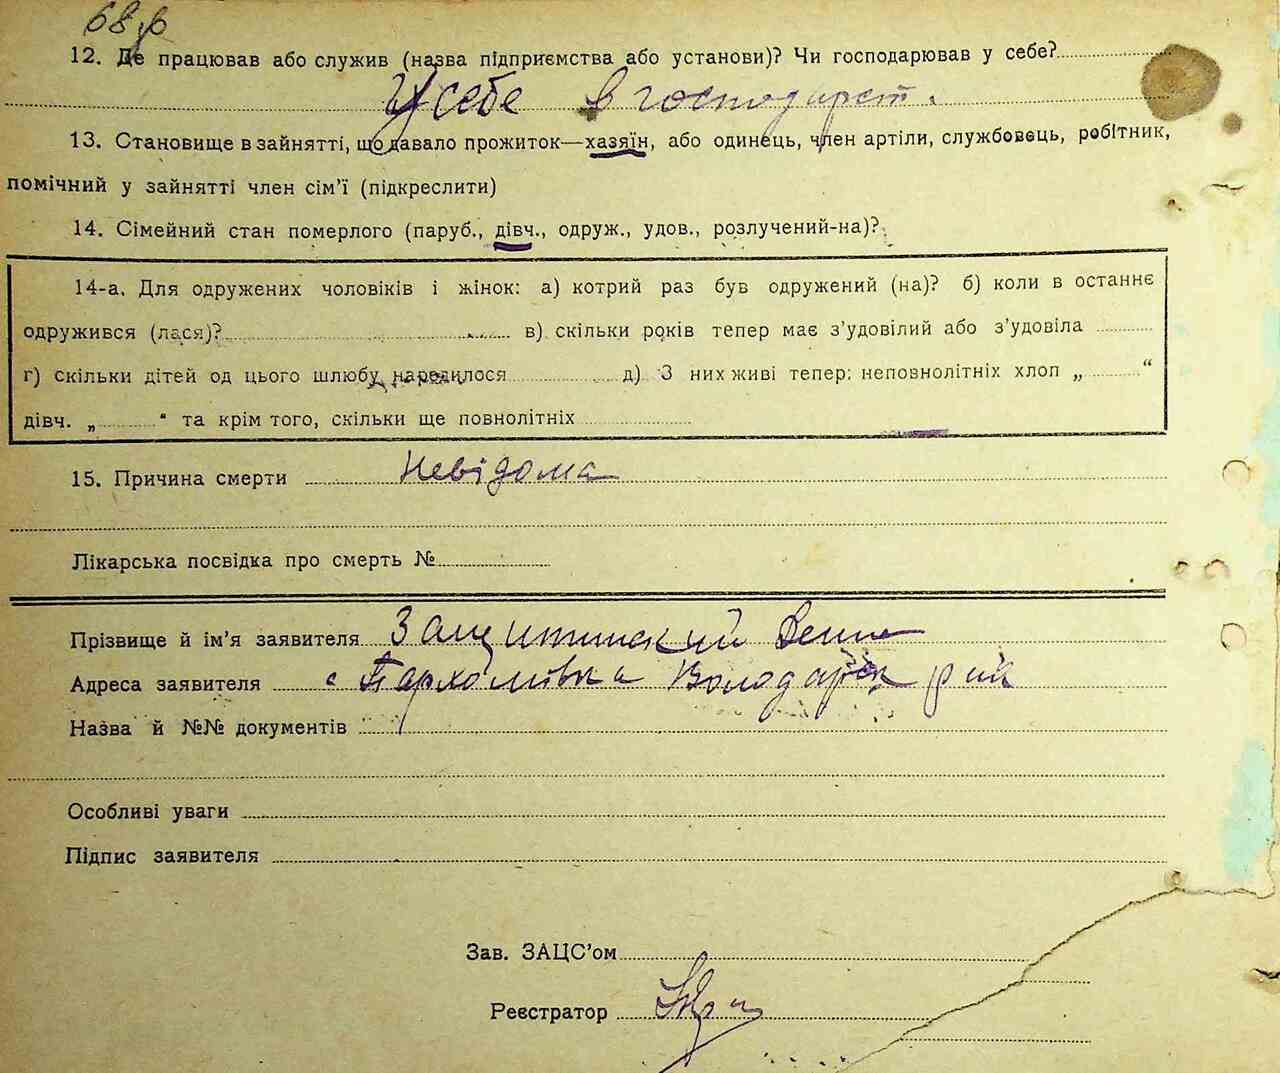 68
12. Де працював або служив (назва підприємства або установи)? Чи господарював у себе?
У себе в господарст.
13. Становище в зайнятті, що давало прожиток—хазяїн, або одинець, член артіли, службовець, робітник,
помічний у зайнятті член сім'ї (підкреслити)
14. Сімейний стан померлого (паруб., дівч., одруж., удов., розлучений-на)?
14-а. Для одружених чоловіків і жінок: а) котрий раз був одружений (на)? б) коли в останнє
одружився (лася)? в) скільки років тепер має з'удовілий або з'удовіла
г) скільки дітей од цього шлюбу народилося д) З них живі тепер: неповнолітніх хлоп „ “
дівч. „ “ та крім того, скільки ще повнолітніх
15. Причина смерти Невідома
Лікарська посвідка про смерть №
Прізвище й ім'я заявителя
Адреса заявителя с Пархомівка Володарськ рик
Назва й №№ документів
Особливі уваги
Підпис заявителя
Зав. ЗАЦС'ом
Реєстратор